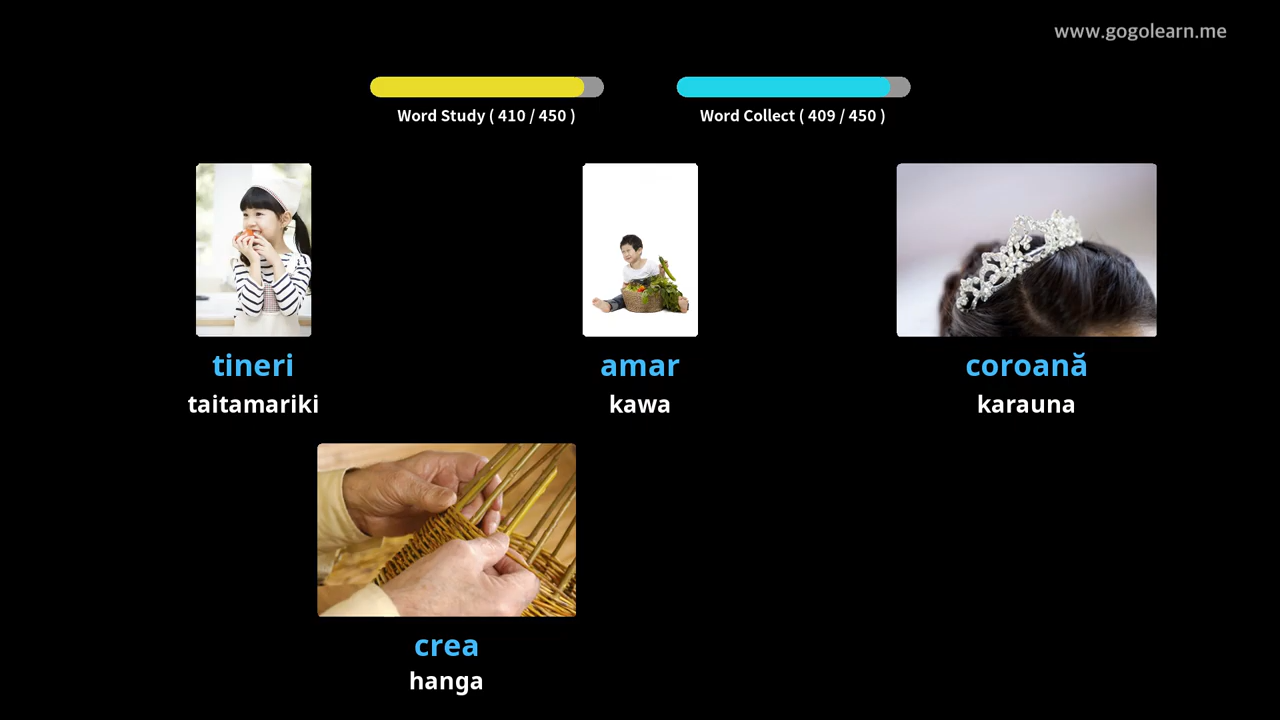 www.gogolearn.me
Word Study ( 410 / 450 )
Word Collect ( 409 / 450 )
tineri
taitamariki
amar
kawa
coroană
karauna
crea
hanga